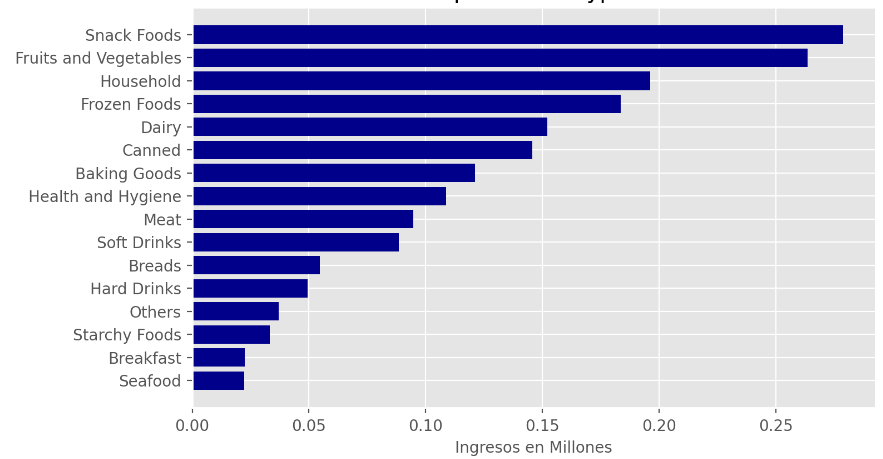 Snack Foods
Fruits and Vegetables
Household
Frozen Foods
Dairy
Canned
Baking Goods
Health and Hygiene
Meat
Soft Drinks
Breads
Hard Drinks
Others
Starchy Foods
Breakfast
Seafood
0.00 0.05 0.10 0.15 0.20 0.25
Ingresos en Millones